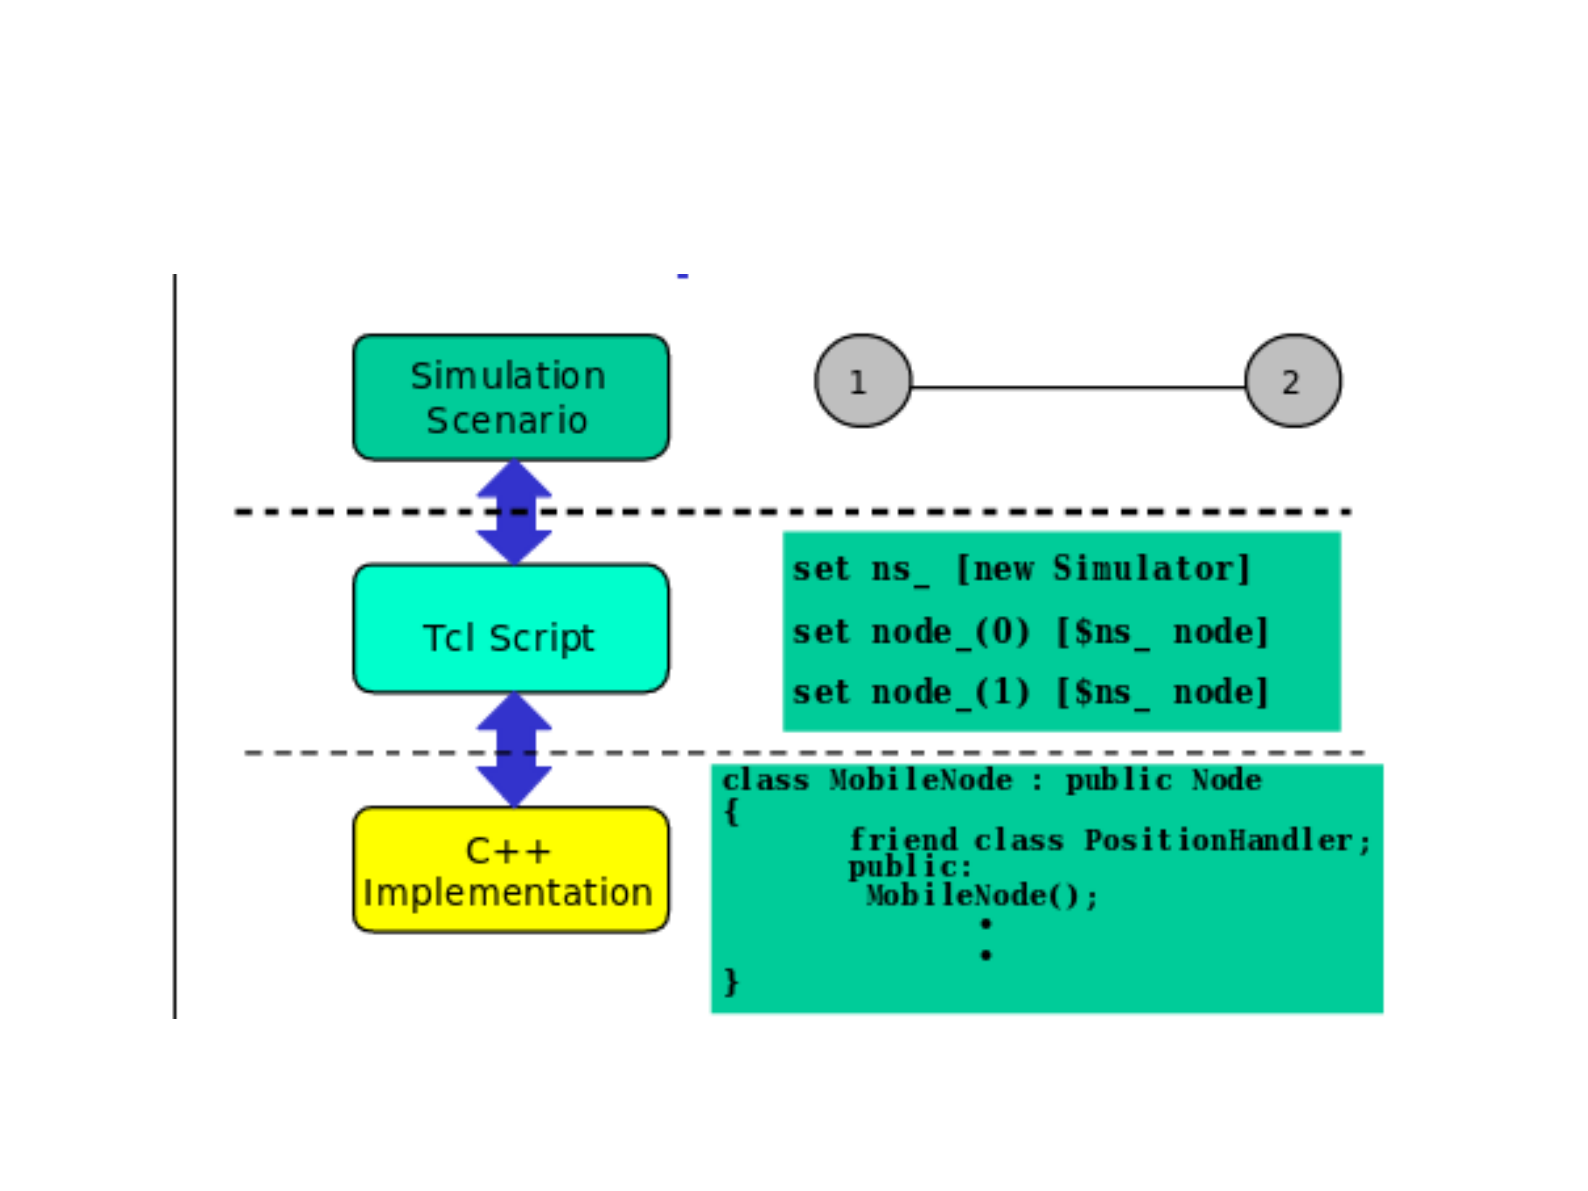 Simulation
Scenario
1
2
Tcl Script
set ns_ [new Simulator]
set node_(0) [$ns_ node]
set node_(1) [$ns_ node]
C++
Implementation
class MobileNode : public Node
{
friend class PositionHandler;
public:
MobileNode();
•
•
}